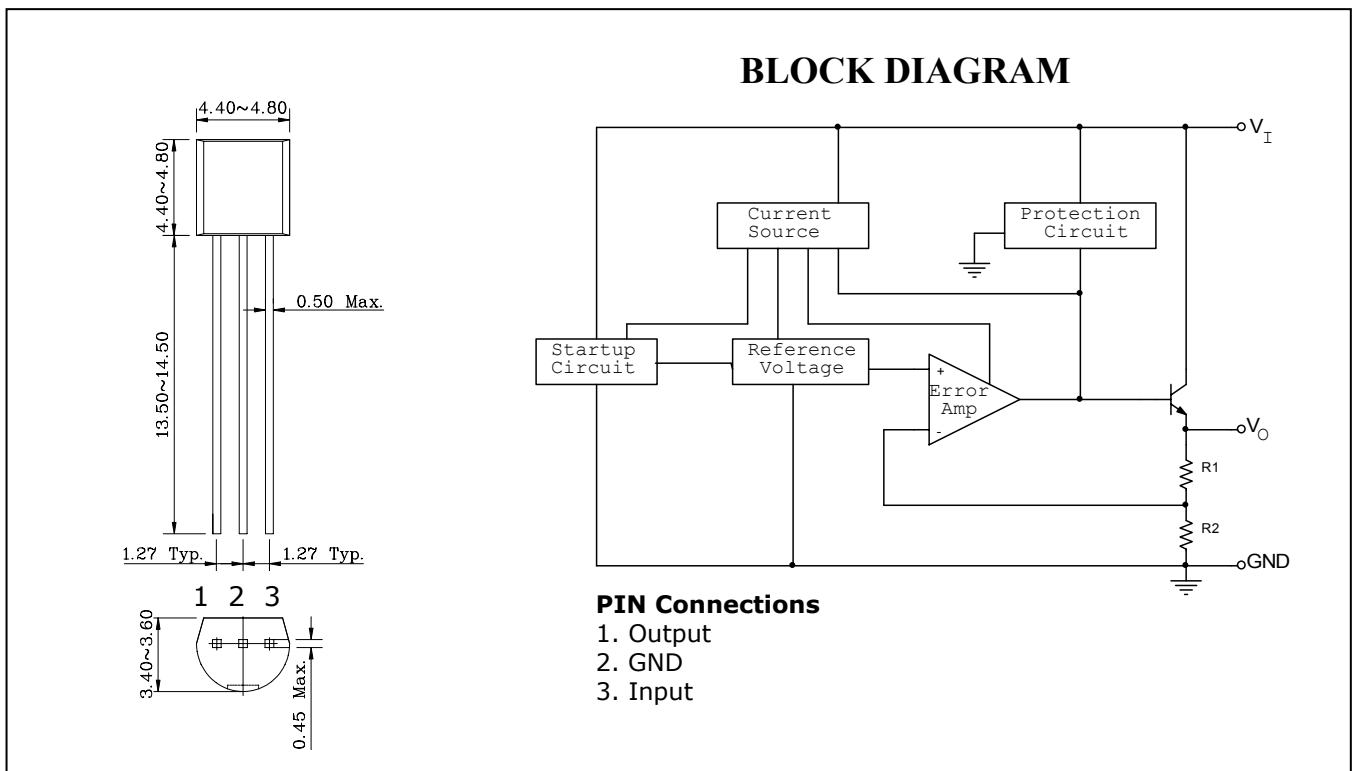 BLOCK DIAGRAM
4.40~4.80
4.40~4.80
13.50~14.50
0.50 Max.
1.27 Typ.
1.27 Typ.
1 2 3
3.40~3.60
0.45 Max.
V_I
Current
Source
Protection
Circuit
Startup
Circuit
Reference
Voltage
+
Error
Amp
-
V_O
R1
R2
GND
PIN Connections
1. Output
2. GND
3. Input